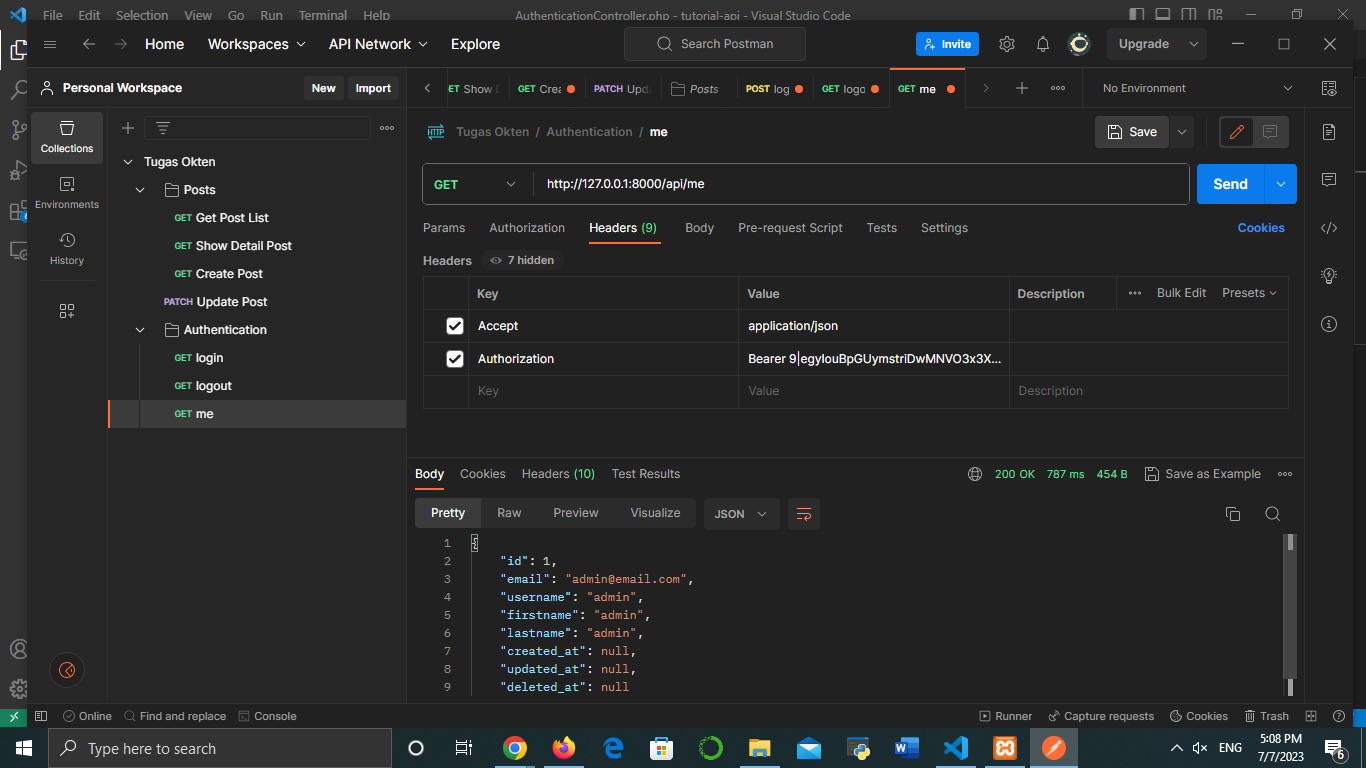 File Edit Selection View Go Run Terminal Help AuthenticationController.php - tutorial-api - Visual Studio Code
Home Workspaces API Network Explore Search Postman Invite Upgrade
Personal Workspace New Import
ET Show D GET Crea PATCH Upda Posts POST log GET logo GET me No Environment
Collections
Environments
History
Tugas Okten
Posts
GET Get Post List
GET Show Detail Post
GET Create Post
PATCH Update Post
Authentication
GET login
GET logout
GET me
HTTP Tugas Okten / Authentication / me Save
GET http://127.0.0.1:8000/api/me Send
Params Authorization Headers (9) Body Pre-request Script Tests Settings Cookies
Headers 7 hidden
Key Value Description Bulk Edit Presets
Accept application/json
Authorization Bearer 9|egyIouBpGUymstriDwMNVO3x3X...
Key Value Description
Body Cookies Headers (10) Test Results 200 OK 787 ms 454 B Save as Example
Pretty Raw Preview Visualize JSON
1 {
2 "id": 1,
3 "email": "admin@email.com",
4 "username": "admin",
5 "firstname": "admin",
6 "lastname": "admin",
7 "created_at": null,
8 "updated_at": null,
9 "deleted_at": null
Online Find and replace Console Runner Capture requests Cookies Trash
Type here to search ENG 5:08 PM
7/7/2023
6